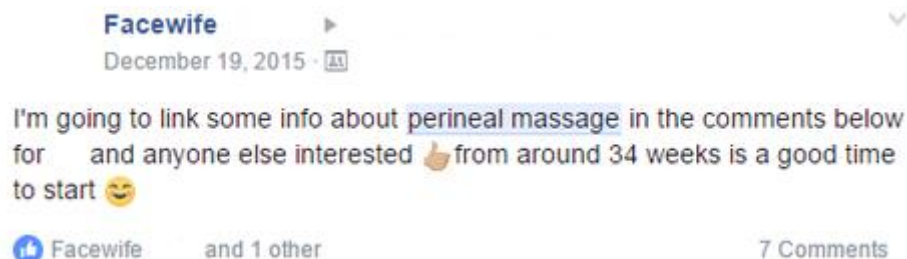 Facewife
December 19, 2015 ·
I'm going to link some info about perineal massage in the comments below
for and anyone else interested 👍🏼 from around 34 weeks is a good time
to start 😊
Facewife and 1 other
7 Comments